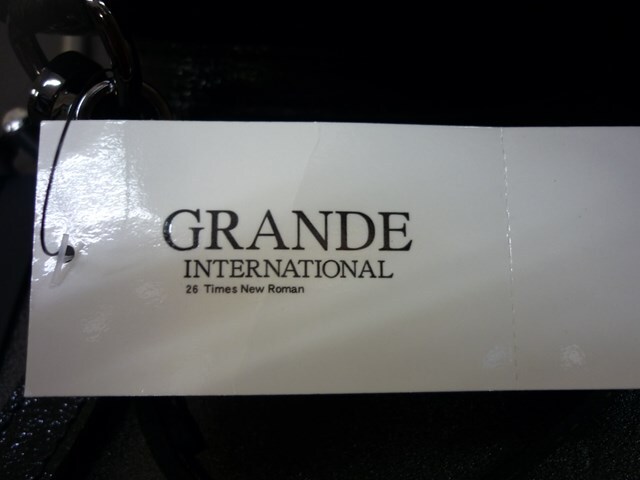 GRANDE
INTERNATIONAL
26 Times New Roman